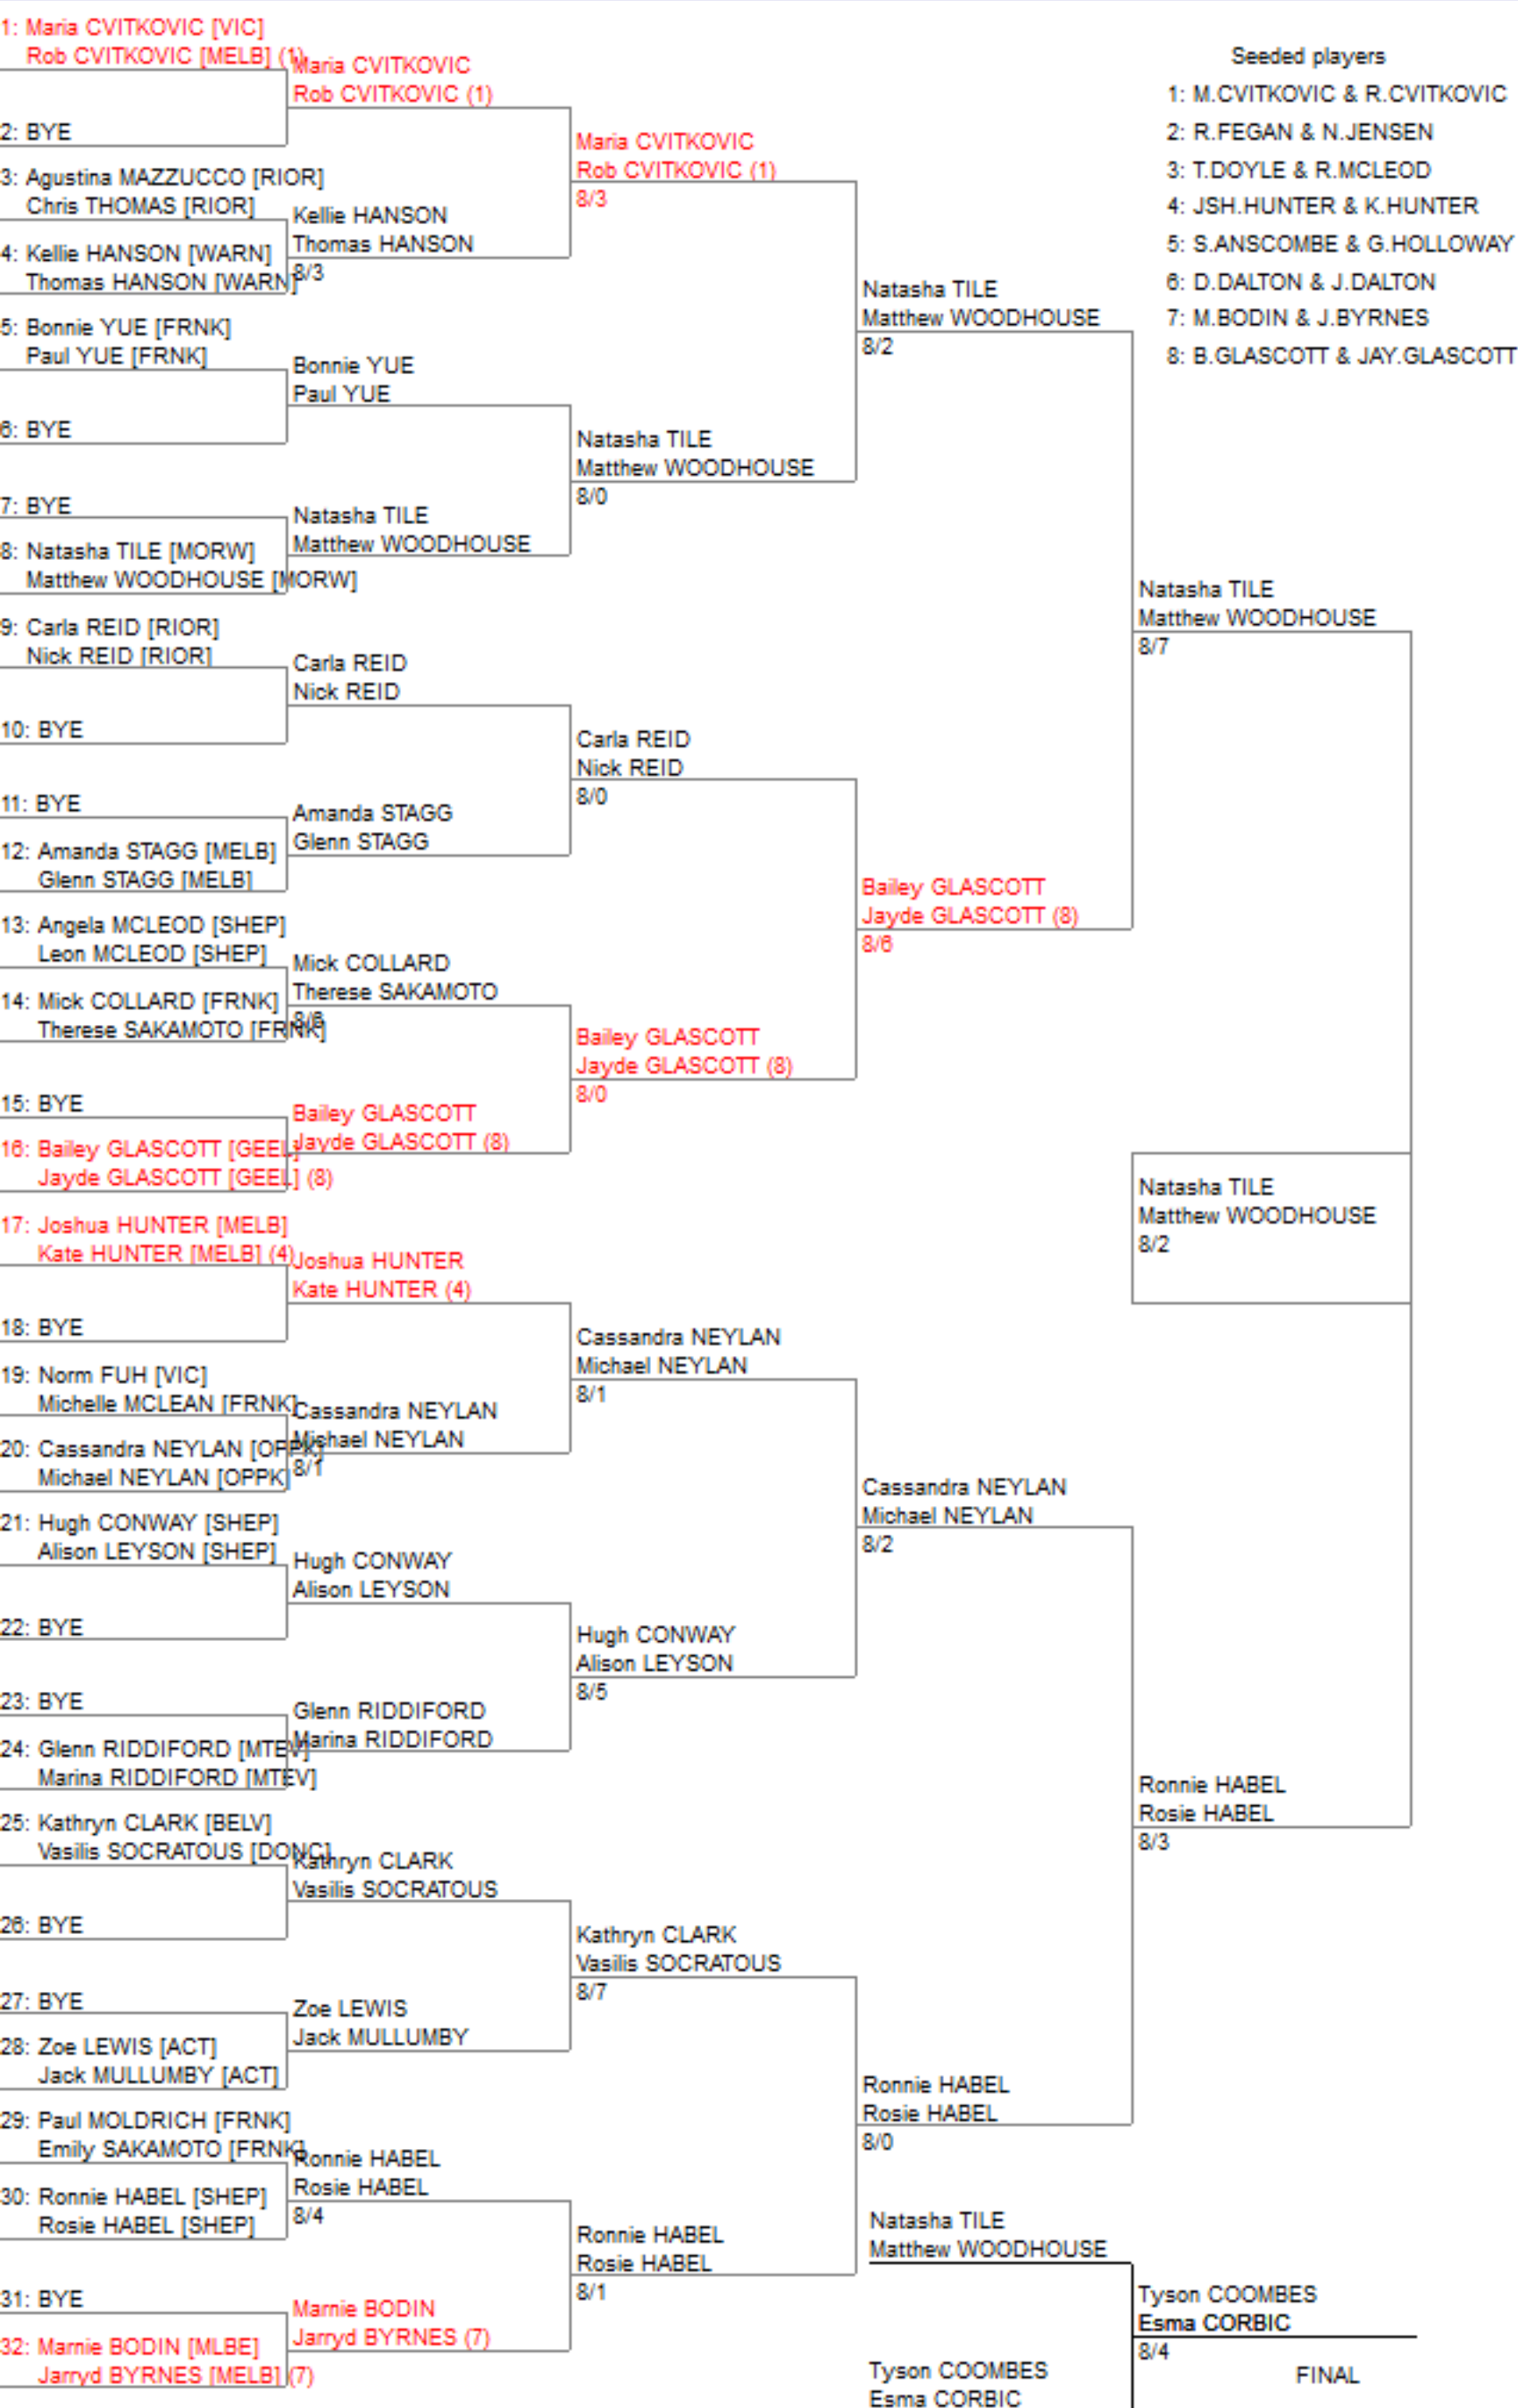 1: Maria CVITKOVIC [VIC]
Rob CVITKOVIC [MELB] (1)
2: BYE
3: Agustina MAZZUCCO [RIOR]
Chris THOMAS [RIOR]
4: Kellie HANSON [WARN]
Thomas HANSON [WARN]
5: Bonnie YUE [FRNK]
Paul YUE [FRNK]
6: BYE
7: BYE
8: Natasha TILE [MORW]
Matthew WOODHOUSE [MORW]
9: Carla REID [RIOR]
Nick REID [RIOR]
10: BYE
11: BYE
12: Amanda STAGG [MELB]
Glenn STAGG [MELB]
13: Angela MCLEOD [SHEP]
Leon MCLEOD [SHEP]
14: Mick COLLARD [FRNK]
Therese SAKAMOTO [FRNK]
15: BYE
16: Bailey GLASCOTT [GEEL]
Jayde GLASCOTT [GEEL] (8)
17: Joshua HUNTER [MELB]
Kate HUNTER [MELB] (4)
18: BYE
19: Norm FUH [VIC]
Michelle MCLEAN [FRNK]
20: Cassandra NEYLAN [OPPK]
Michael NEYLAN [OPPK]
21: Hugh CONWAY [SHEP]
Alison LEYSON [SHEP]
22: BYE
23: BYE
24: Glenn RIDDIFORD [MTEV]
Marina RIDDIFORD [MTEV]
25: Kathryn CLARK [BELV]
Vasilis SOCRATOUS [DONC]
26: BYE
27: BYE
28: Zoe LEWIS [ACT]
Jack MULLUMBY [ACT]
29: Paul MOLDRICH [FRNK]
Emily SAKAMOTO [FRNK]
30: Ronnie HABEL [SHEP]
Rosie HABEL [SHEP]
31: BYE
32: Marnie BODIN [MLBE]
Jarryd BYRNES [MELB] (7)
Maria CVITKOVIC
Rob CVITKOVIC (1)
Kellie HANSON
Thomas HANSON
8/3
Bonnie YUE
Paul YUE
Natasha TILE
Matthew WOODHOUSE
Carla REID
Nick REID
Amanda STAGG
Glenn STAGG
Mick COLLARD
Therese SAKAMOTO
Bailey GLASCOTT
Jayde GLASCOTT (8)
Joshua HUNTER
Kate HUNTER (4)
Cassandra NEYLAN
Michael NEYLAN
8/1
Hugh CONWAY
Alison LEYSON
Glenn RIDDIFORD
Marina RIDDIFORD
Kathryn CLARK
Vasilis SOCRATOUS
Zoe LEWIS
Jack MULLUMBY
Ronnie HABEL
Rosie HABEL
8/4
Marnie BODIN
Jarryd BYRNES (7)
Maria CVITKOVIC
Rob CVITKOVIC (1)
8/3
Natasha TILE
Matthew WOODHOUSE
8/0
Carla REID
Nick REID
8/0
Bailey GLASCOTT
Jayde GLASCOTT (8)
8/0
Cassandra NEYLAN
Michael NEYLAN
8/1
Hugh CONWAY
Alison LEYSON
8/5
Kathryn CLARK
Vasilis SOCRATOUS
8/7
Ronnie HABEL
Rosie HABEL
8/1
Natasha TILE
Matthew WOODHOUSE
8/2
Bailey GLASCOTT
Jayde GLASCOTT (8)
8/6
Cassandra NEYLAN
Michael NEYLAN
8/2
Ronnie HABEL
Rosie HABEL
8/0
Natasha TILE
Matthew WOODHOUSE
8/7
Natasha TILE
Matthew WOODHOUSE
8/2
Ronnie HABEL
Rosie HABEL
8/3
Natasha TILE
Matthew WOODHOUSE
Tyson COOMBES
Esma CORBIC
Tyson COOMBES
Esma CORBIC
8/4
FINAL
Seeded players
1: M.CVITKOVIC & R.CVITKOVIC
2: R.FEGAN & N.JENSEN
3: T.DOYLE & R.MCLEOD
4: JSH.HUNTER & K.HUNTER
5: S.ANSCOMBE & G.HOLLOWAY
6: D.DALTON & J.DALTON
7: M.BODIN & J.BYRNES
8: B.GLASCOTT & JAY.GLASCOTT